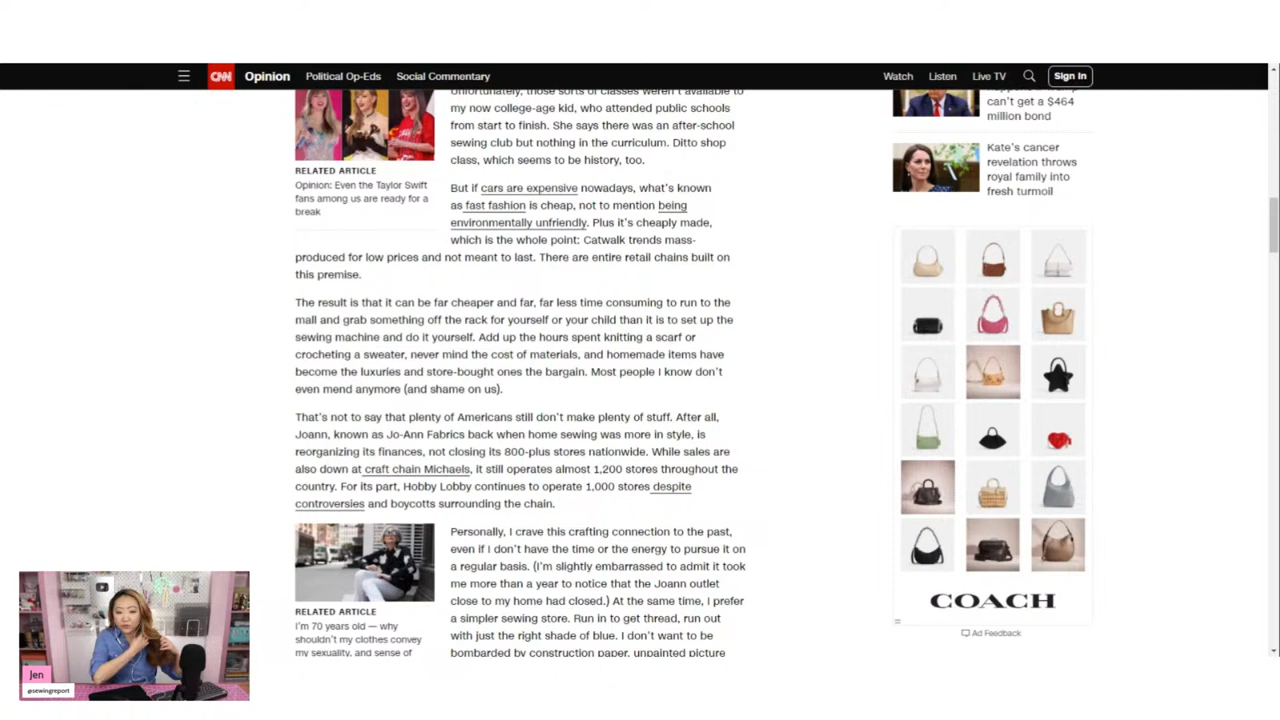 CNN Opinion Political Op-Eds Social Commentary Watch Listen Live TV Sign In
Unfortunately, those sorts of classes weren't available to
my now college-age kid, who attended public schools
from start to finish. She says there was an after-school
sewing club but nothing in the curriculum. Ditto shop
class, which seems to be history, too.
RELATED ARTICLE
Opinion: Even the Taylor Swift
fans among us are ready for a
break
But if cars are expensive nowadays, what's known
as fast fashion is cheap, not to mention being
environmentally unfriendly. Plus it's cheaply made,
which is the whole point: Catwalk trends mass-
produced for low prices and not meant to last. There are entire retail chains built on
this premise.
The result is that it can be far cheaper and far, far less time consuming to run to the
mall and grab something off the rack for yourself or your child than it is to set up the
sewing machine and do it yourself. Add up the hours spent knitting a scarf or
crocheting a sweater, never mind the cost of materials, and homemade items have
become the luxuries and store-bought ones the bargain. Most people I know don't
even mend anymore (and shame on us).
That's not to say that plenty of Americans still don't make plenty of stuff. After all,
Joann, known as Jo-Ann Fabrics back when home sewing was more in style, is
reorganizing its finances, not closing its 800-plus stores nationwide. While sales are
also down at craft chain Michaels, it still operates almost 1,200 stores throughout the
country. For its part, Hobby Lobby continues to operate 1,000 stores despite
controversies and boycotts surrounding the chain.
RELATED ARTICLE
I'm 70 years old — why
shouldn't my clothes convey
my sexuality, and sense of
Personally, I crave this crafting connection to the past,
even if I don't have the time or the energy to pursue it on
a regular basis. (I'm slightly embarrassed to admit it took
me more than a year to notice that the Joann outlet
close to my home had closed.) At the same time, I prefer
a simpler sewing store. Run in to get thread, run out
with just the right shade of blue. I don't want to be
bombarded by construction paper, unpainted picture
can't get a $464
million bond
Kate's cancer
revelation throws
royal family into
fresh turmoil
COACH
Ad Feedback
Jen
@sewingreport